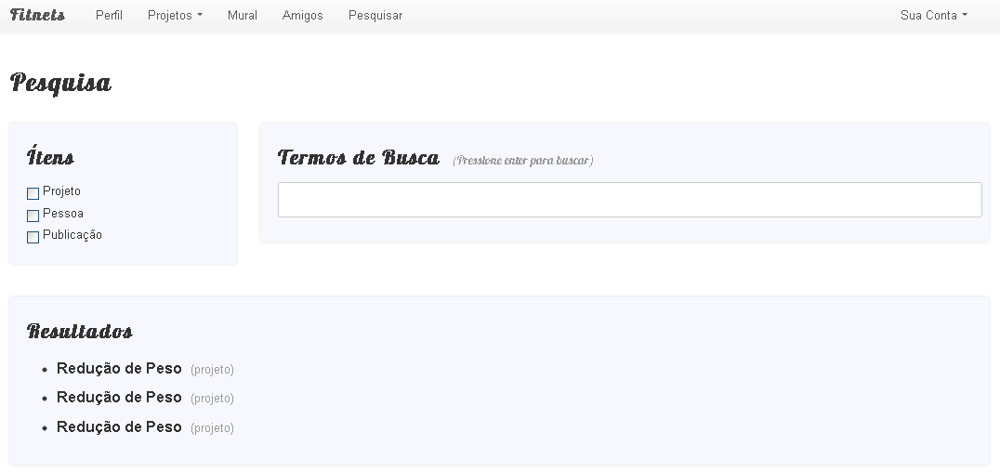 Fitnets Perfil Projetos Mural Amigos Pesquisar Sua Conta
Pesquisa
Ítens
Projeto
Pessoa
Publicação
Termos de Busca (Pressione enter para buscar)
Resultados
Redução de Peso (projeto)
Redução de Peso (projeto)
Redução de Peso (projeto)